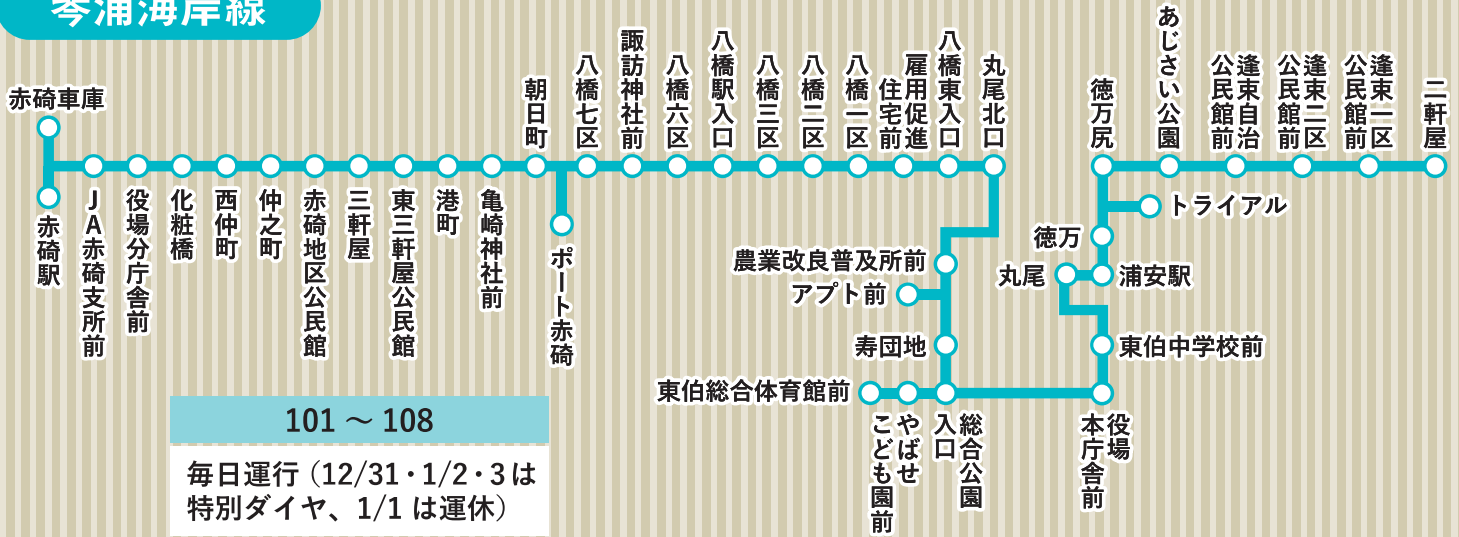 琴浦海岸線
赤碕車庫
赤碕駅
JA赤碕支所前
役場分庁舎前
化粧橋
西仲町
仲之町
赤碕地区公民館
三軒屋
東三軒屋公民館
港町
亀崎神社前
朝日町
ポート赤碕
八橋七区
諏訪神社前
八橋六区
八橋駅入口
八橋三区
八橋二区
八橋一区
雇用促進
住宅前
八橋東入口
丸尾北口
農業改良普及所前
アプト前
寿団地
東伯総合体育館前
やばせ
こども園前
総合公園
入口
役場
本庁舎前
東伯中学校前
丸尾
浦安駅
徳万
トライアル
徳万尻
あじさい公園
逢束自治
公民館前
逢束二区
公民館前
逢束一区
公民館前
二軒屋
101 ～ 108
毎日運行（12/31・1/2・3は
特別ダイヤ、1/1は運休）